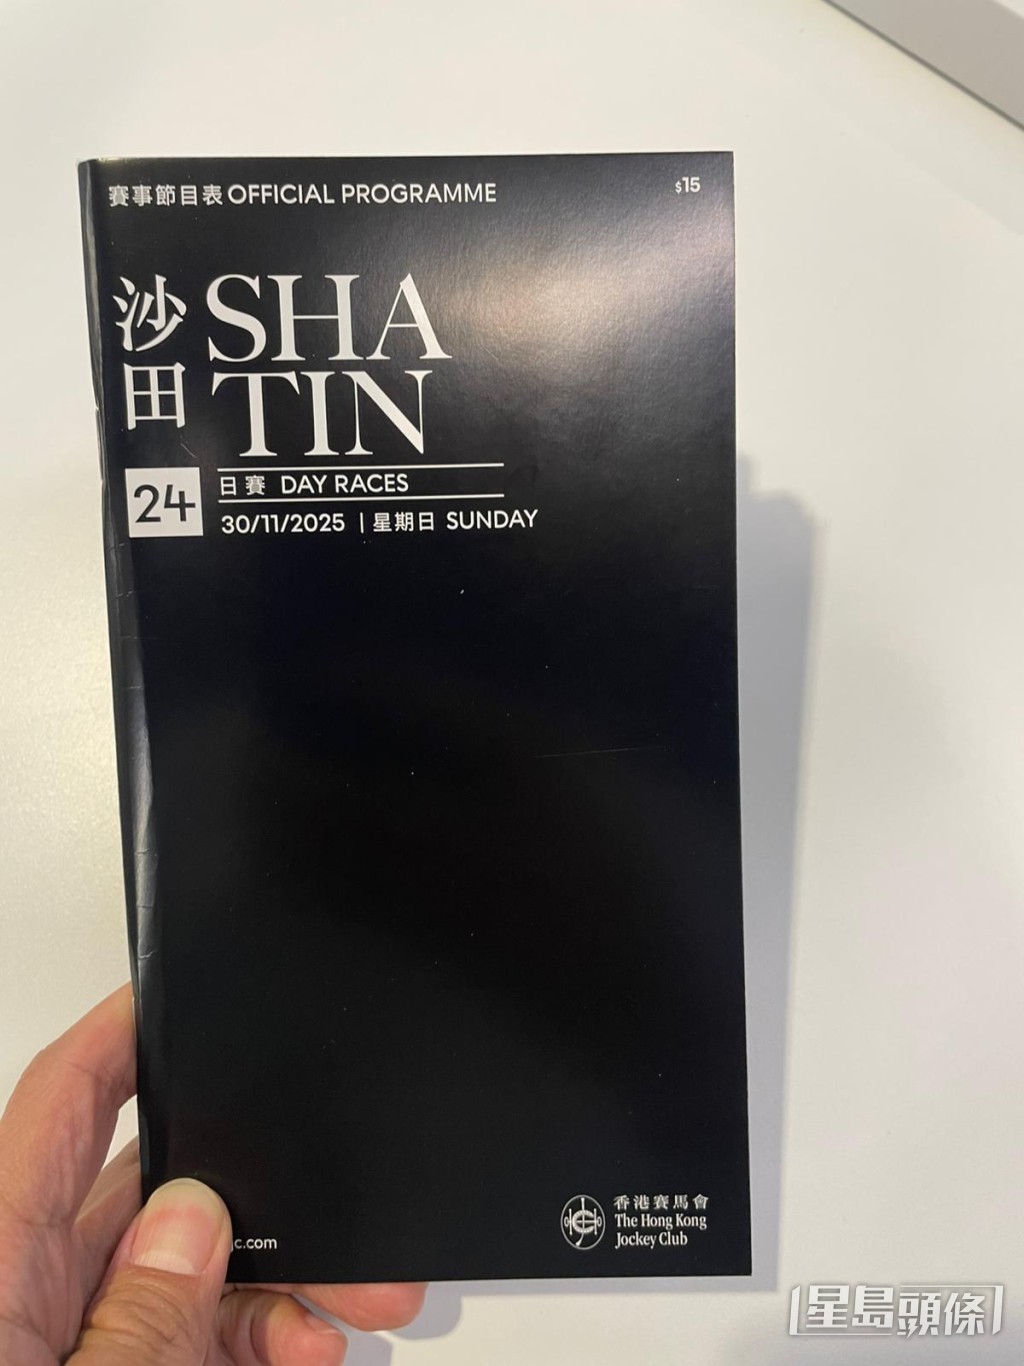 賽事節目表 OFFICIAL PROGRAMME
$15
沙田
SHA
TIN
24
日賽 DAY RACES
30/11/2025 | 星期日 SUNDAY
香港賽馬會
The Hong Kong
Jockey Club
jc.com
星島頭條